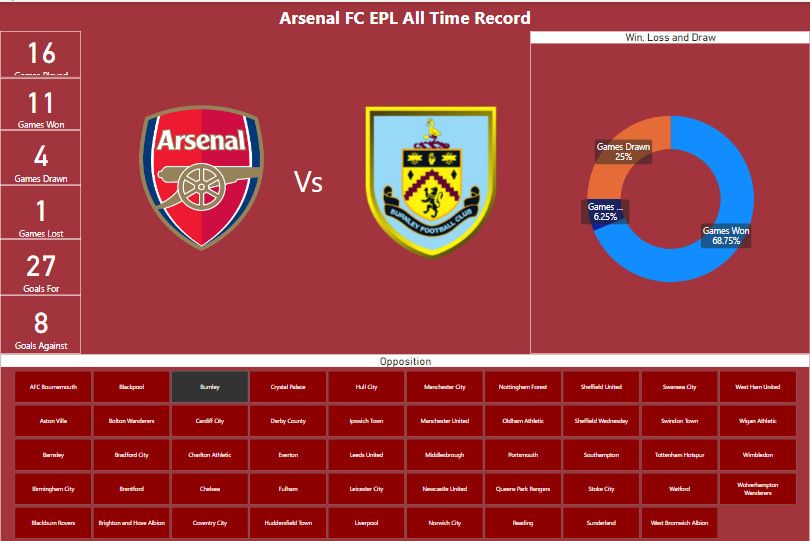 Arsenal FC EPL All Time Record
16
Games Played
11
Games Won
4
Games Drawn
1
Games Lost
27
Goals For
8
Goals Against
Arsenal
Vs
BURNLEY FOOTBALL CLUB
Win, Loss and Draw
Games Drawn
25%
Games ...
6.25%
Games Won
68.75%
Opposition
AFC Bournemouth Blackpool Burnley Crystal Palace Hull City Manchester City Nottingham Forest Sheffield United Swansea City West Ham United
Aston Villa Bolton Wanderers Cardiff City Derby County Ipswich Town Manchester United Oldham Athletic Sheffield Wednesday Swindon Town Wigan Athletic
Barnsley Bradford City Charlton Athletic Everton Leeds United Middlesbrough Portsmouth Southampton Tottenham Hotspur Wimbledon
Birmingham City Brentford Chelsea Fulham Leicester City Newcastle United Queens Park Rangers Stoke City Watford Wolverhampton
Wanderers
Blackburn Rovers Brighton and Hove Albion Coventry City Huddersfield Town Liverpool Norwich City Reading Sunderland West Bromwich Albion